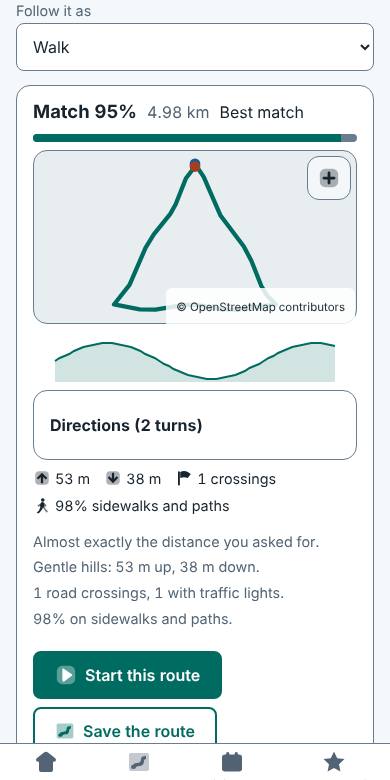 Follow it as
Walk
Match 95% 4.98 km Best match
© OpenStreetMap contributors
Directions (2 turns)
53 m 38 m 1 crossings
98% sidewalks and paths
Almost exactly the distance you asked for.
Gentle hills: 53 m up, 38 m down.
1 road crossings, 1 with traffic lights.
98% on sidewalks and paths.
Start this route
Save the route